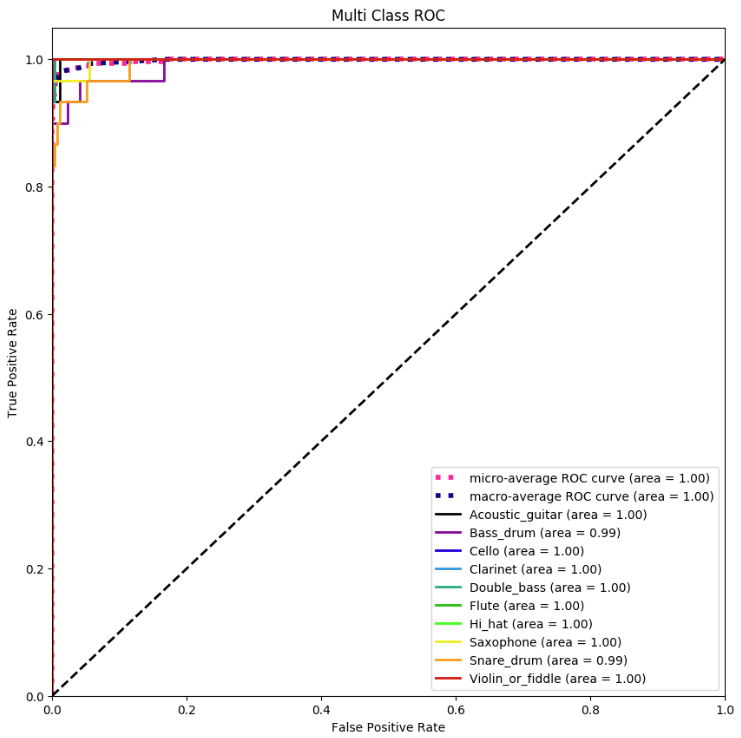 Multi Class ROC
1.0
0.8
0.6
0.4
0.2
0.0
True Positive Rate
micro-average ROC curve (area = 1.00)
macro-average ROC curve (area = 1.00)
Acoustic_guitar (area = 1.00)
Bass_drum (area = 0.99)
Cello (area = 1.00)
Clarinet (area = 1.00)
Double_bass (area = 1.00)
Flute (area = 1.00)
Hi_hat (area = 1.00)
Saxophone (area = 1.00)
Snare_drum (area = 0.99)
Violin_or_fiddle (area = 1.00)
0.0 0.2 0.4 0.6 0.8 1.0
False Positive Rate